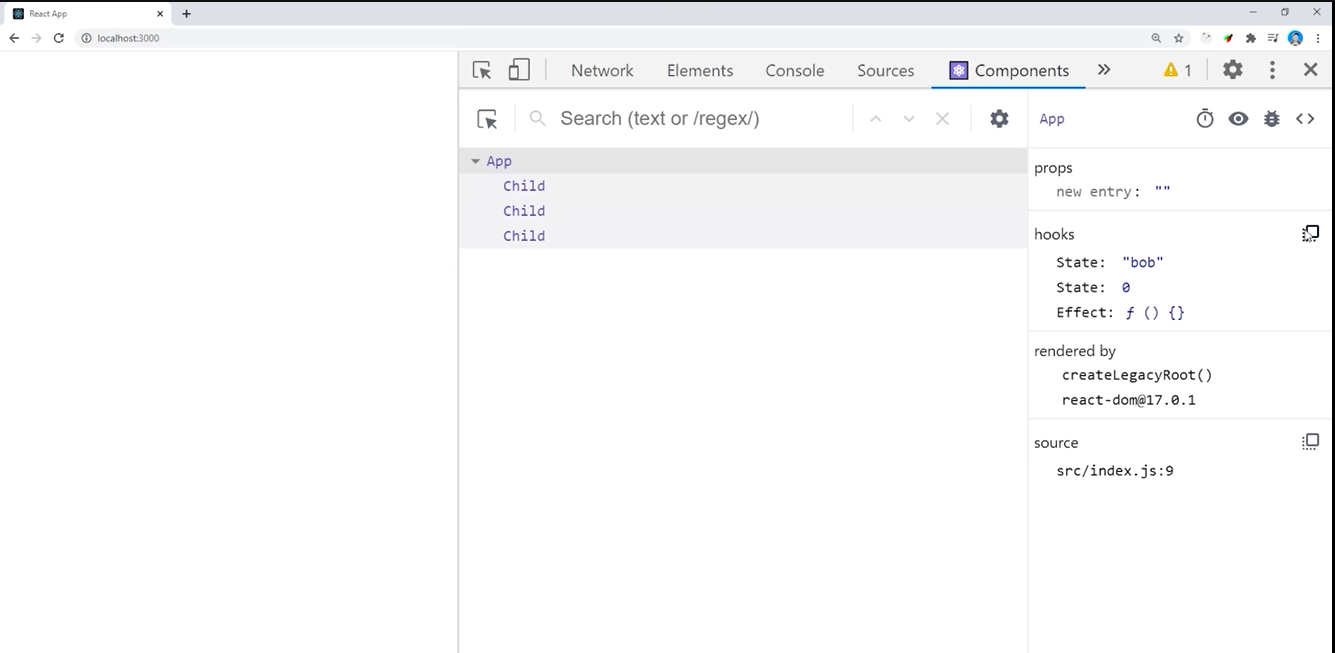 React App
localhost:3000
Network Elements Console Sources Components 1
Search (text or /regex/)
App
App
Child
Child
Child
props
new entry: ""
hooks
State: "bob"
State: 0
Effect: ƒ () {}
rendered by
createLegacyRoot()
react-dom@17.0.1
source
src/index.js:9